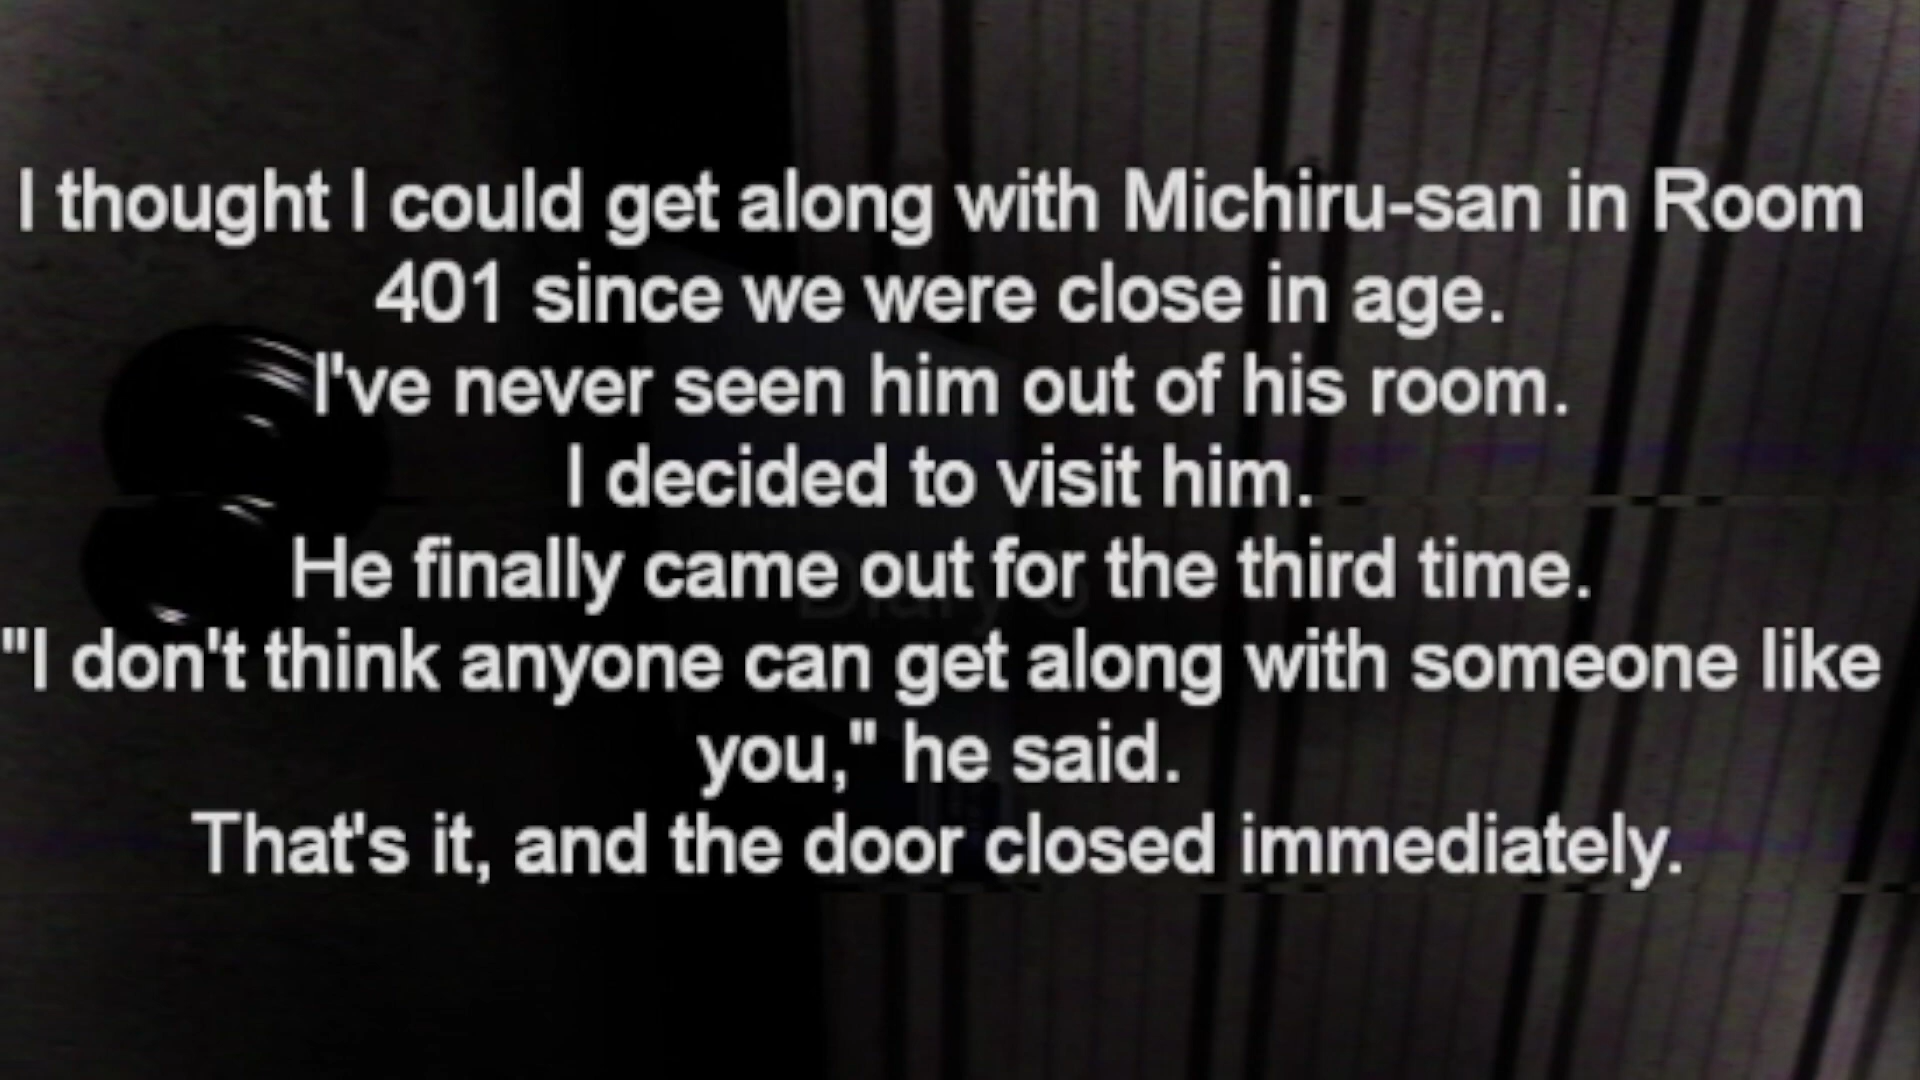 I thought I could get along with Michiru-san in Room
401 since we were close in age.
I've never seen him out of his room.
I decided to visit him.
He finally came out for the third time.
"I don't think anyone can get along with someone like
you," he said.
That's it, and the door closed immediately.